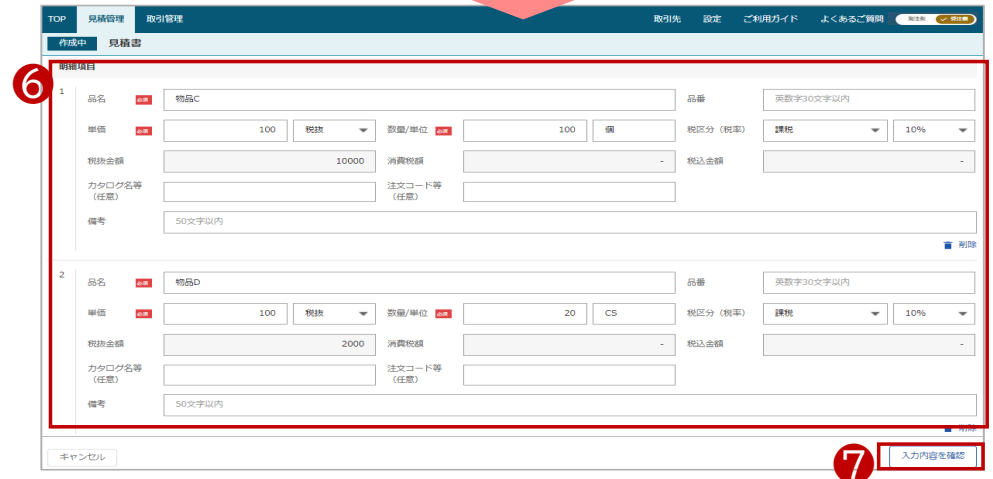 TOP 見積管理 取引管理 取引先 設定 ご利用ガイド よくあるご質問 発注側 受注側
作成中 見積書
明細項目
6
1
品名 必須 物品C 品番 英数字30文字以内
単価 必須 100 税抜 数量/単位 必須 100 個 税区分（税率） 課税 10%
税抜金額 10000 消費税額 - 税込金額 -
カタログ名等 注文コード等
（任意） （任意）
備考 50文字以内
削除
2
品名 必須 物品D 品番 英数字30文字以内
単価 必須 100 税抜 数量/単位 必須 20 CS 税区分（税率） 課税 10%
税抜金額 2000 消費税額 - 税込金額 -
カタログ名等 注文コード等
（任意） （任意）
備考 50文字以内
削除
キャンセル 7 入力内容を確認